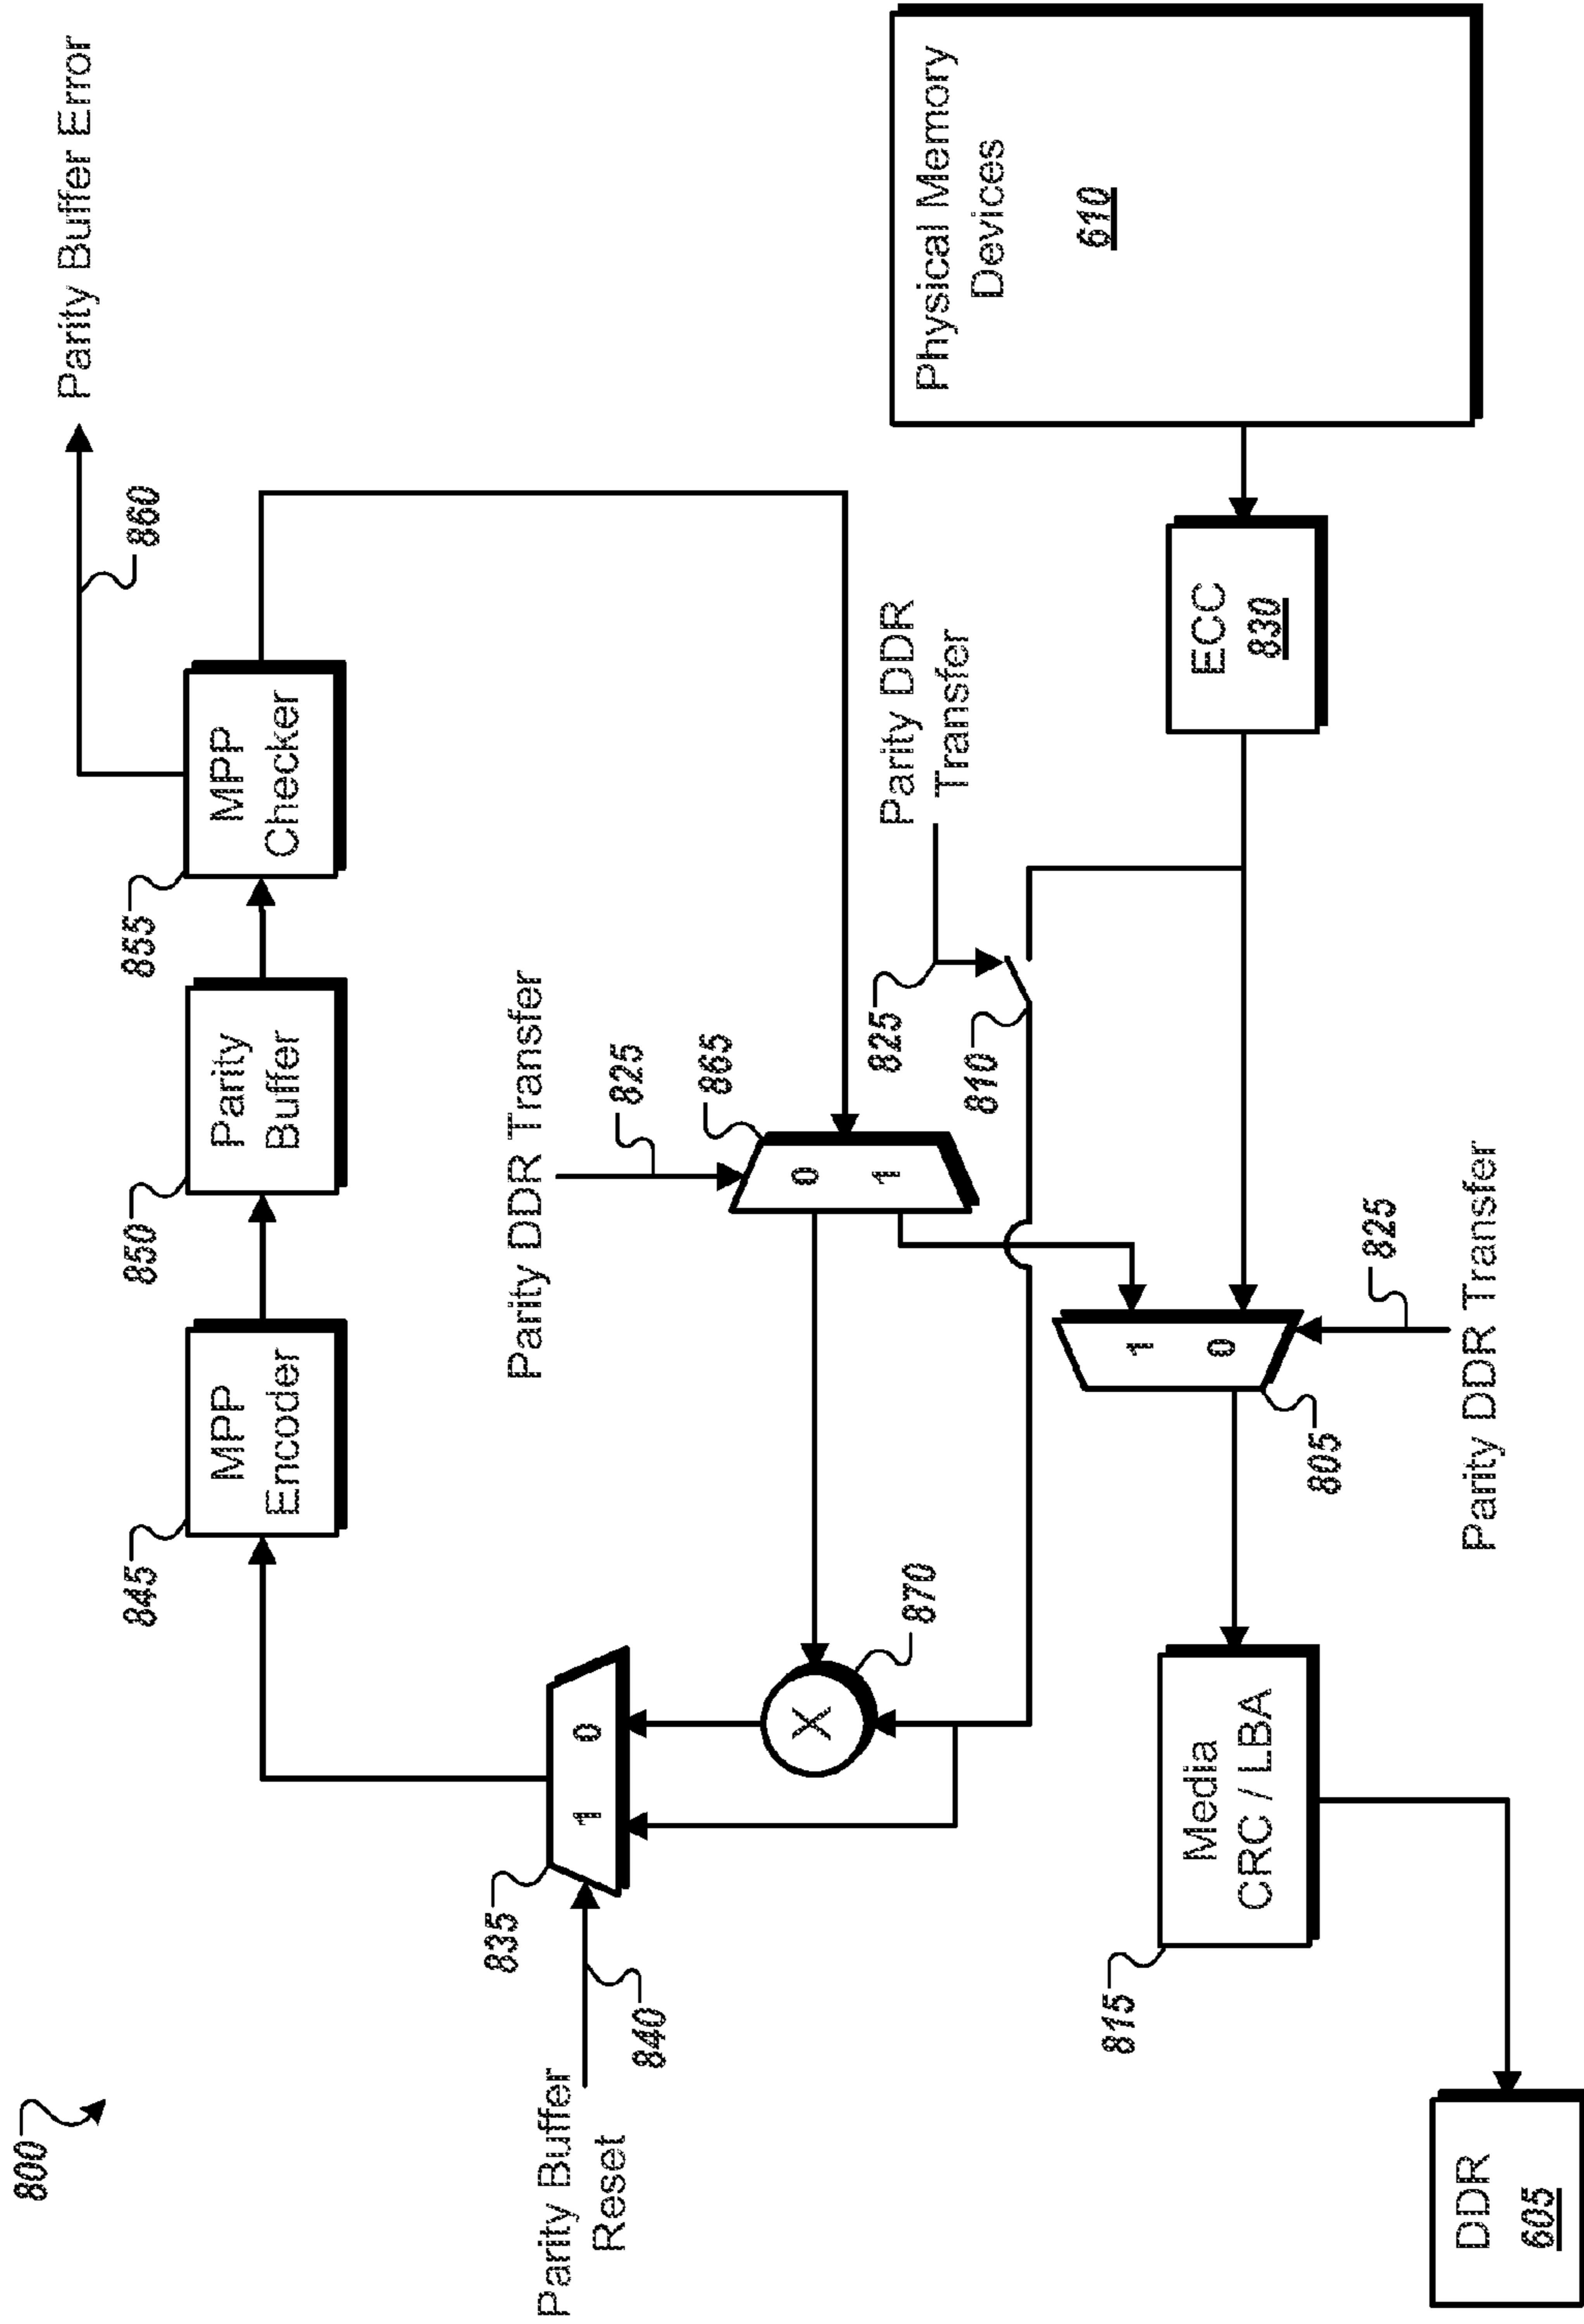 800
Parity Buffer
Reset
840
835
1 0
X
870
845
MPP
Encoder
850
Parity
Buffer
855
MPP
Checker
860
Parity Buffer Error
Parity DDR Transfer
825
865
0
1
Parity DDR
Transfer
825
810
Physical Memory
Devices
610
ECC
830
1
0
805
825
Parity DDR Transfer
815
Media
CRC / LBA
DDR
605